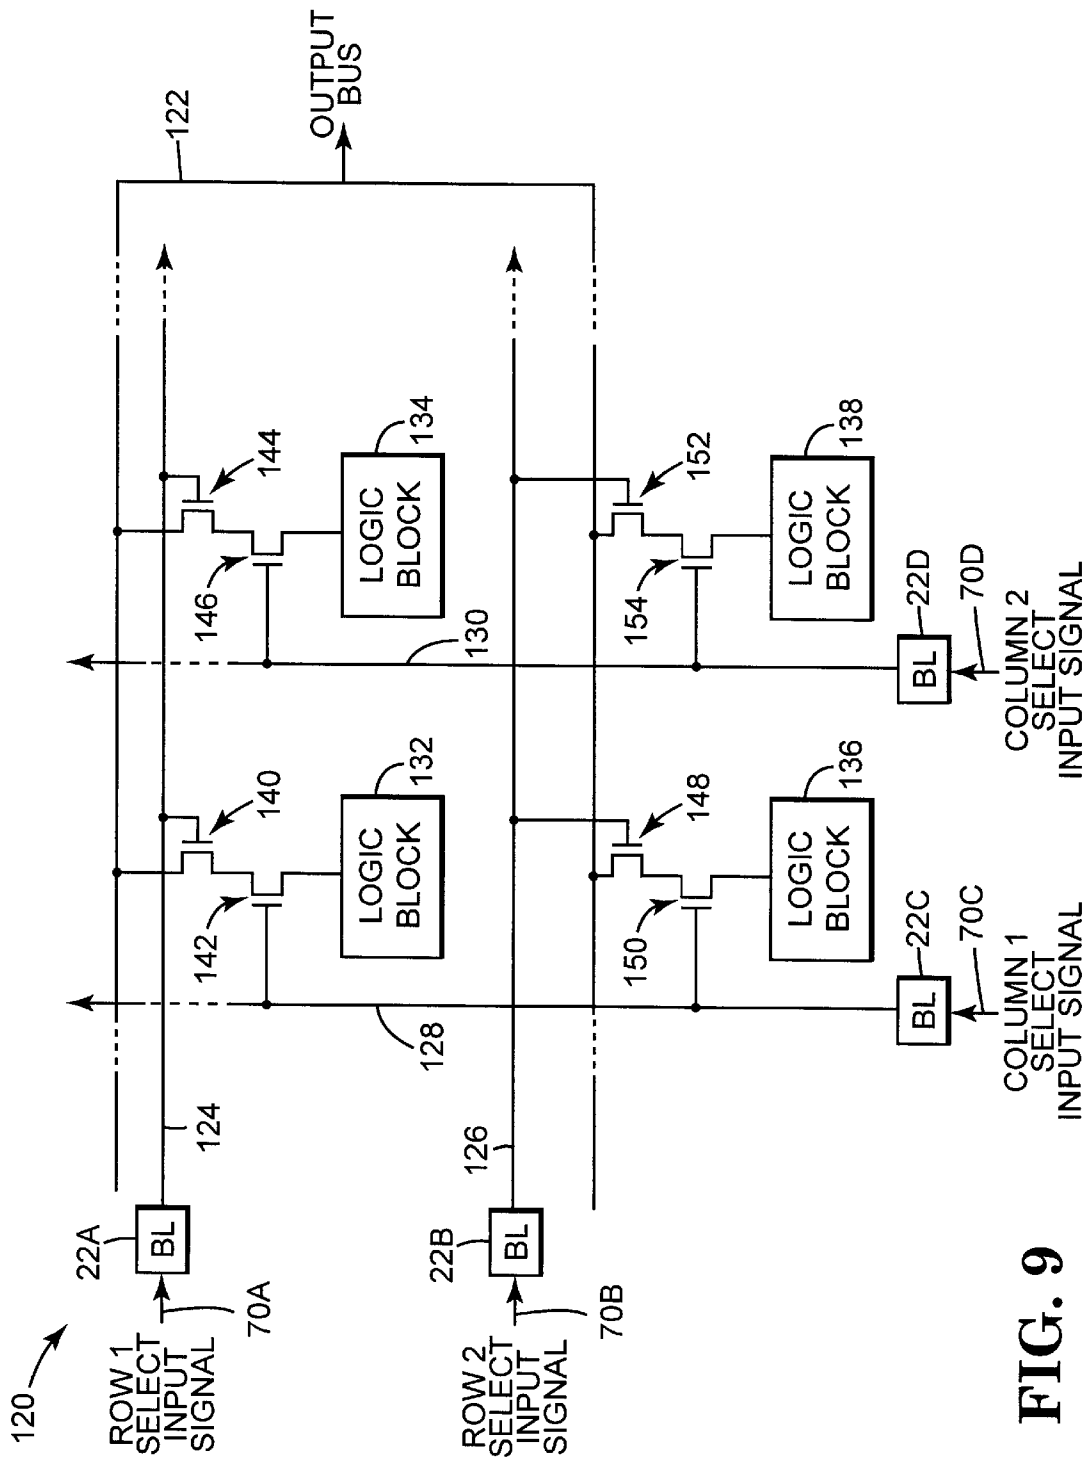 120
122
OUTPUT
BUS
ROW 1
SELECT
INPUT
SIGNAL
70A
22A
BL
124
140
142
LOGIC
BLOCK
132
144
146
LOGIC
BLOCK
134
128
130
ROW 2
SELECT
INPUT
SIGNAL
70B
22B
BL
126
148
150
LOGIC
BLOCK
136
152
154
LOGIC
BLOCK
138
BL
22C
70C
COLUMN 1
SELECT
INPUT SIGNAL
BL
22D
70D
COLUMN 2
SELECT
INPUT SIGNAL
FIG. 9